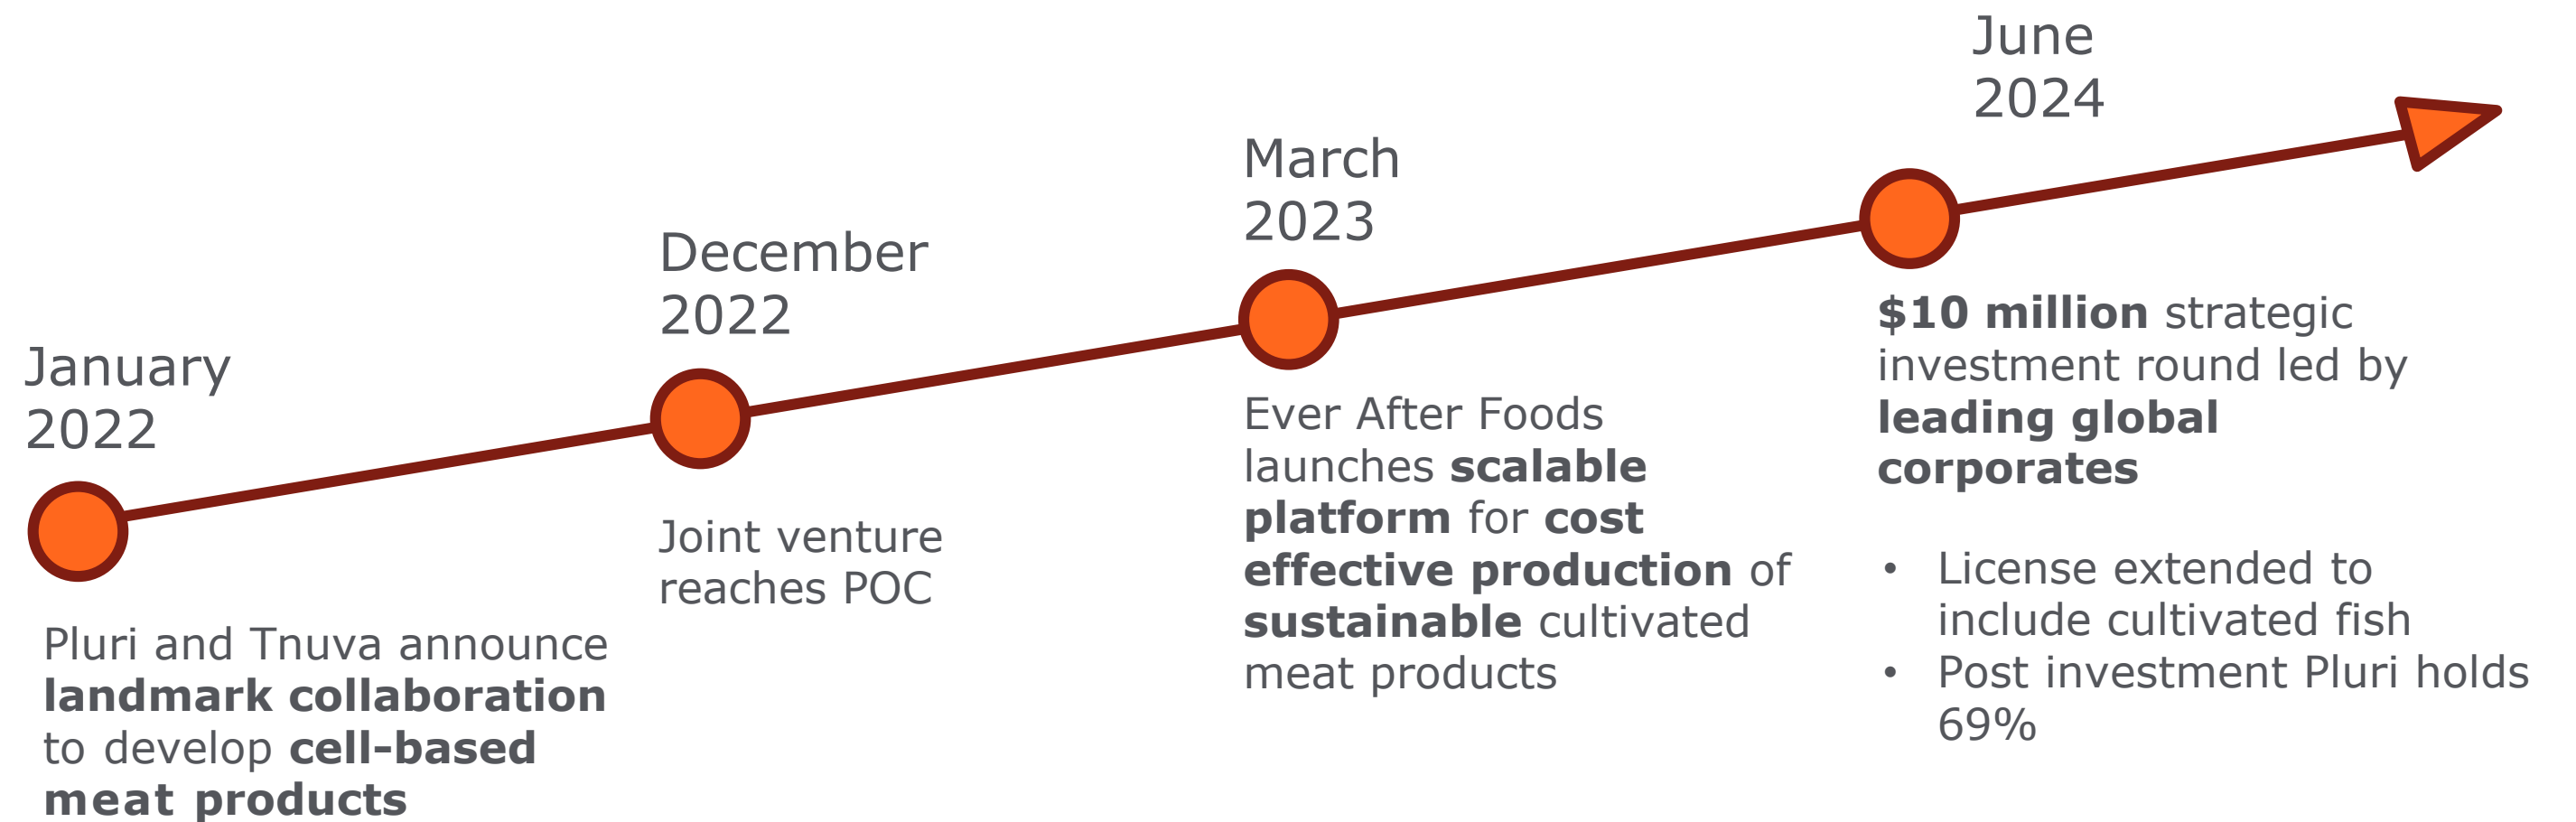 January
2022
Pluri and Tnuva announce
landmark collaboration
to develop cell-based
meat products
December
2022
Joint venture
reaches POC
March
2023
Ever After Foods
launches scalable
platform for cost
effective production of
sustainable cultivated
meat products
June
2024
$10 million strategic
investment round led by
leading global
corporates
• License extended to
include cultivated fish
• Post investment Pluri holds
69%